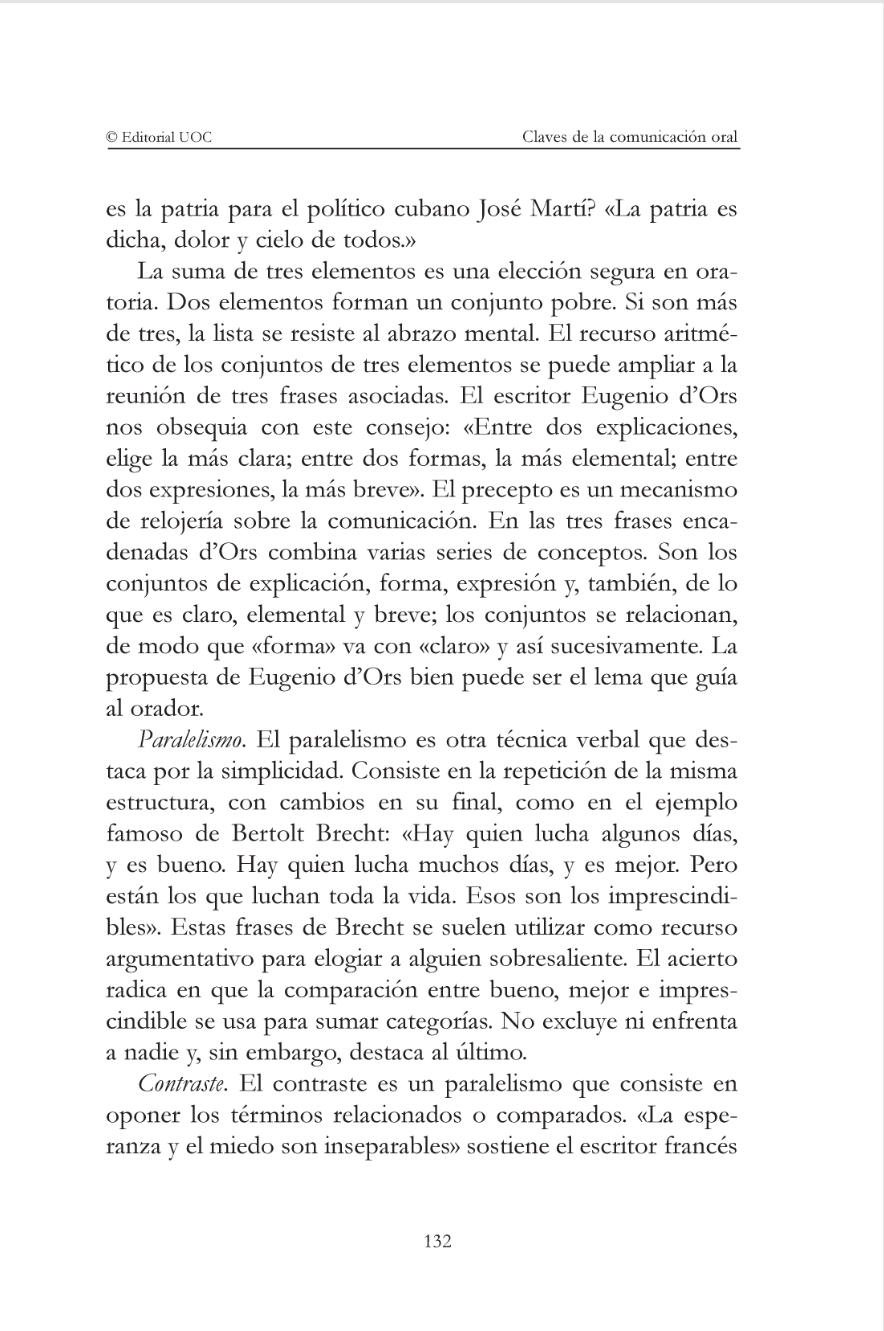 © Editorial UOC Claves de la comunicación oral
es la patria para el político cubano José Martí? «La patria es
dicha, dolor y cielo de todos.»
La suma de tres elementos es una elección segura en ora-
toria. Dos elementos forman un conjunto pobre. Si son más
de tres, la lista se resiste al abrazo mental. El recurso aritmé-
tico de los conjuntos de tres elementos se puede ampliar a la
reunión de tres frases asociadas. El escritor Eugenio d’Ors
nos obsequia con este consejo: «Entre dos explicaciones,
elige la más clara; entre dos formas, la más elemental; entre
dos expresiones, la más breve». El precepto es un mecanismo
de relojería sobre la comunicación. En las tres frases enca-
denadas d’Ors combina varias series de conceptos. Son los
conjuntos de explicación, forma, expresión y, también, de lo
que es claro, elemental y breve; los conjuntos se relacionan,
de modo que «forma» va con «claro» y así sucesivamente. La
propuesta de Eugenio d’Ors bien puede ser el lema que guía
al orador.
Paralelismo. El paralelismo es otra técnica verbal que des-
taca por la simplicidad. Consiste en la repetición de la misma
estructura, con cambios en su final, como en el ejemplo
famoso de Bertolt Brecht: «Hay quien lucha algunos días,
y es bueno. Hay quien lucha muchos días, y es mejor. Pero
están los que luchan toda la vida. Esos son los imprescindi-
bles». Estas frases de Brecht se suelen utilizar como recurso
argumentativo para elogiar a alguien sobresaliente. El acierto
radica en que la comparación entre bueno, mejor e impres-
cindible se usa para sumar categorías. No excluye ni enfrenta
a nadie y, sin embargo, destaca al último.
Contraste. El contraste es un paralelismo que consiste en
oponer los términos relacionados o comparados. «La espe-
ranza y el miedo son inseparables» sostiene el escritor francés
132